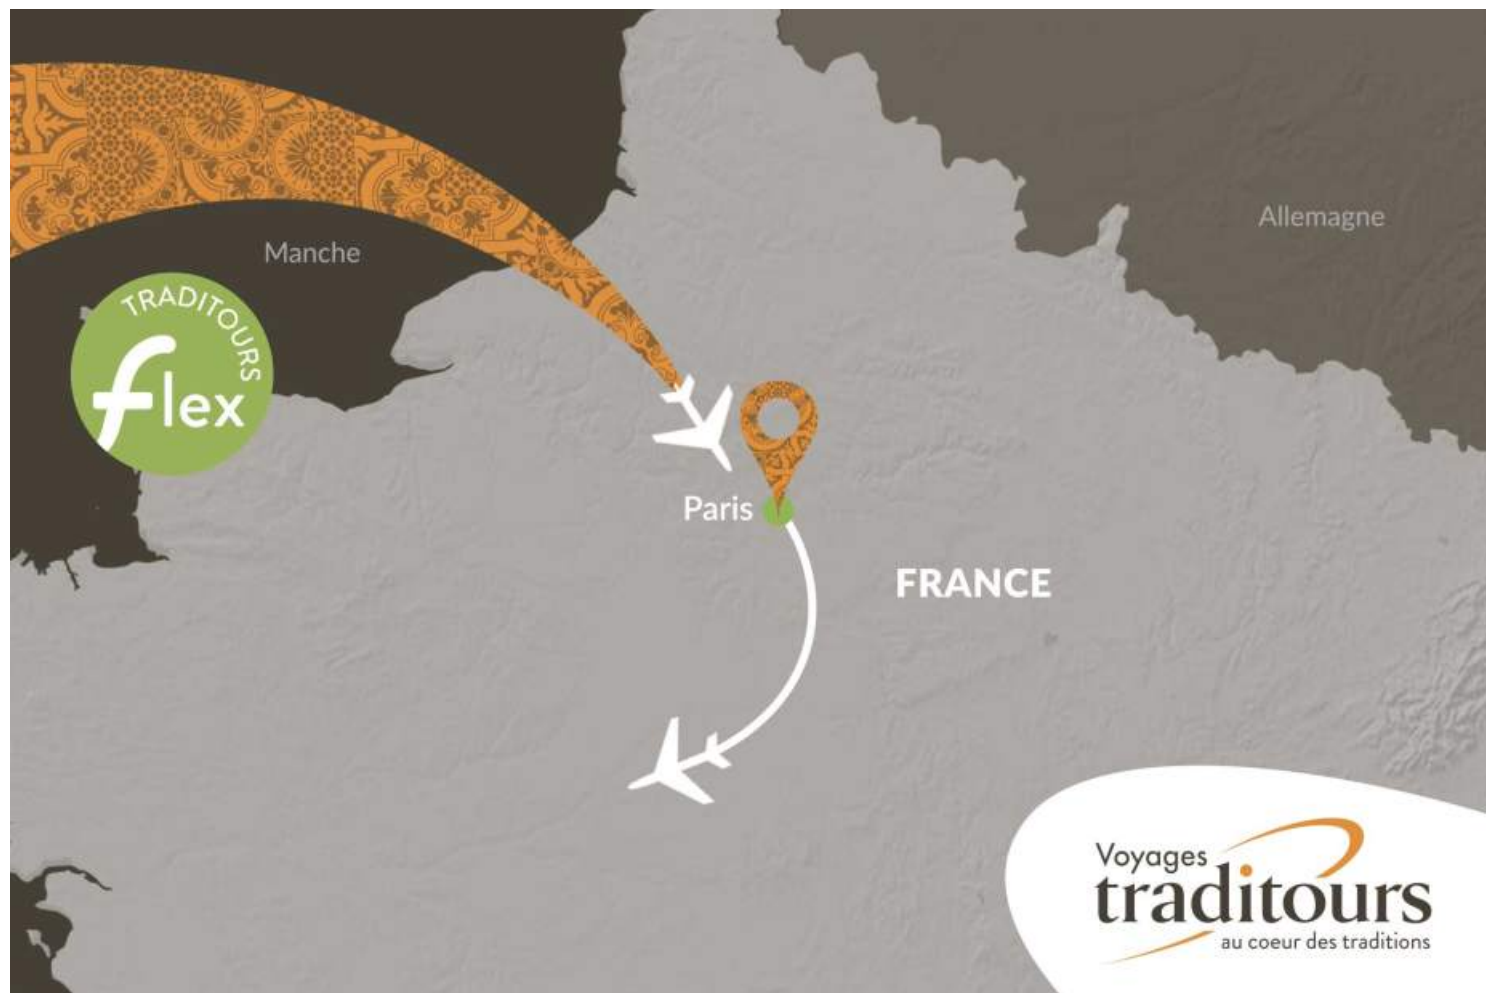 Manche
Allemagne
TRADITOURS
flex
Paris
FRANCE
Voyages
traditours
au coeur des traditions